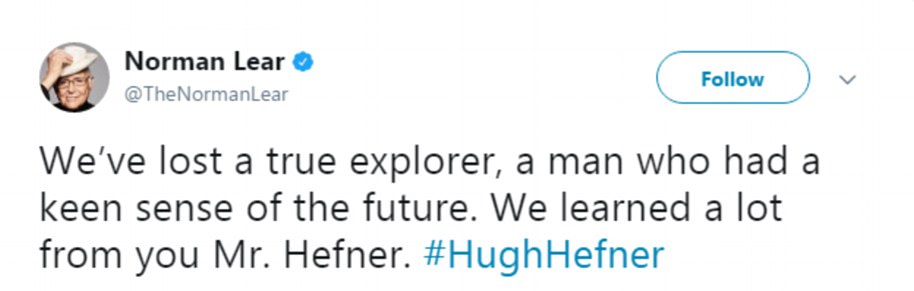 Norman Lear
@TheNormanLear
Follow
We’ve lost a true explorer, a man who had a
keen sense of the future. We learned a lot
from you Mr. Hefner. #HughHefner